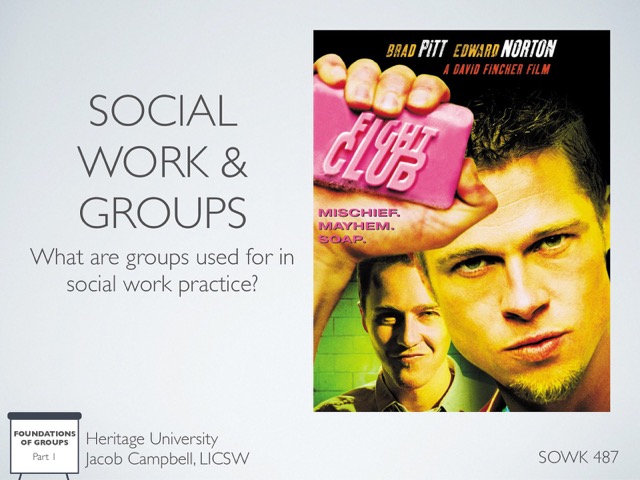 SOCIAL
WORK &
GROUPS
What are groups used for in
social work practice?
BRAD PITT EDWARD NORTON
A DAVID FINCHER FILM
FIGHT
CLUB
MISCHIEF.
MAYHEM.
SOAP.
FOUNDATIONS
OF GROUPS
Part 1
Heritage University
Jacob Campbell, LICSW
SOWK 487